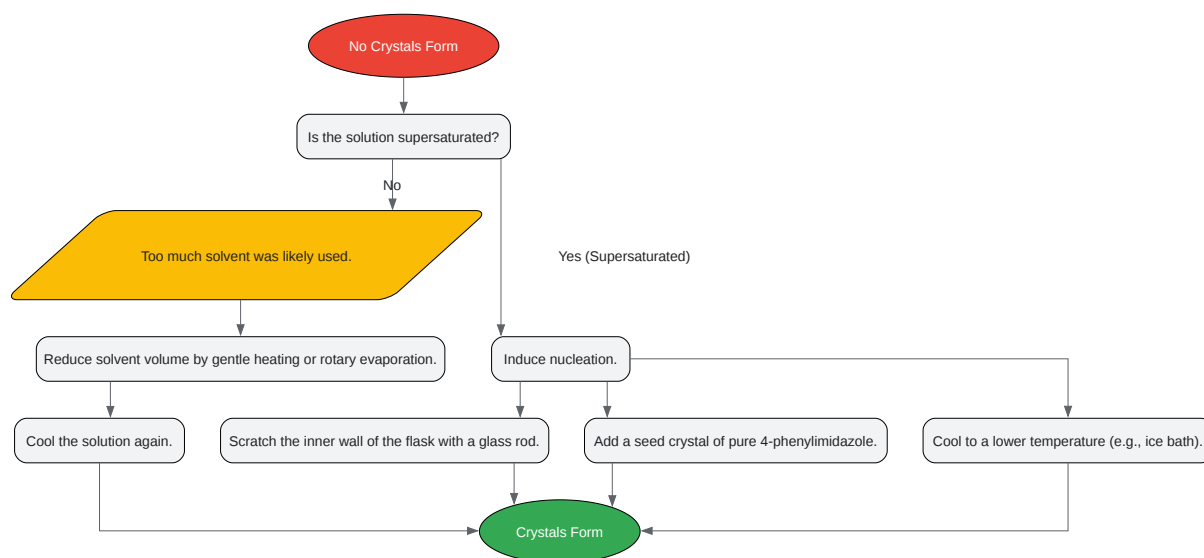 No Crystals Form
Is the solution supersaturated?
No
Too much solvent was likely used.
Yes (Supersaturated)
Reduce solvent volume by gentle heating or rotary evaporation.
Induce nucleation.
Cool the solution again.
Scratch the inner wall of the flask with a glass rod.
Add a seed crystal of pure 4-phenylimidazole.
Cool to a lower temperature (e.g., ice bath).
Crystals Form